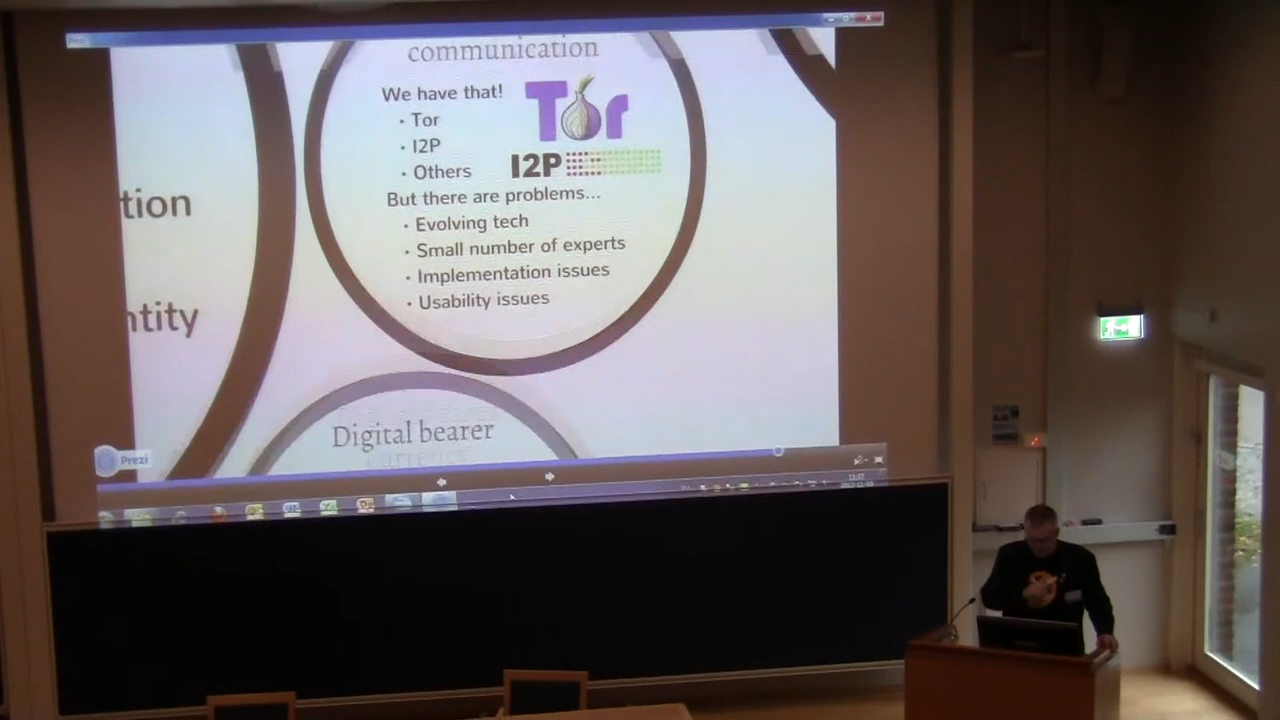 communication
We have that!
• Tor
• I2P
• Others
Tor
I2P
But there are problems...
• Evolving tech
• Small number of experts
• Implementation issues
• Usability issues
tion
ntity
Digital bearer
currency
Prezi